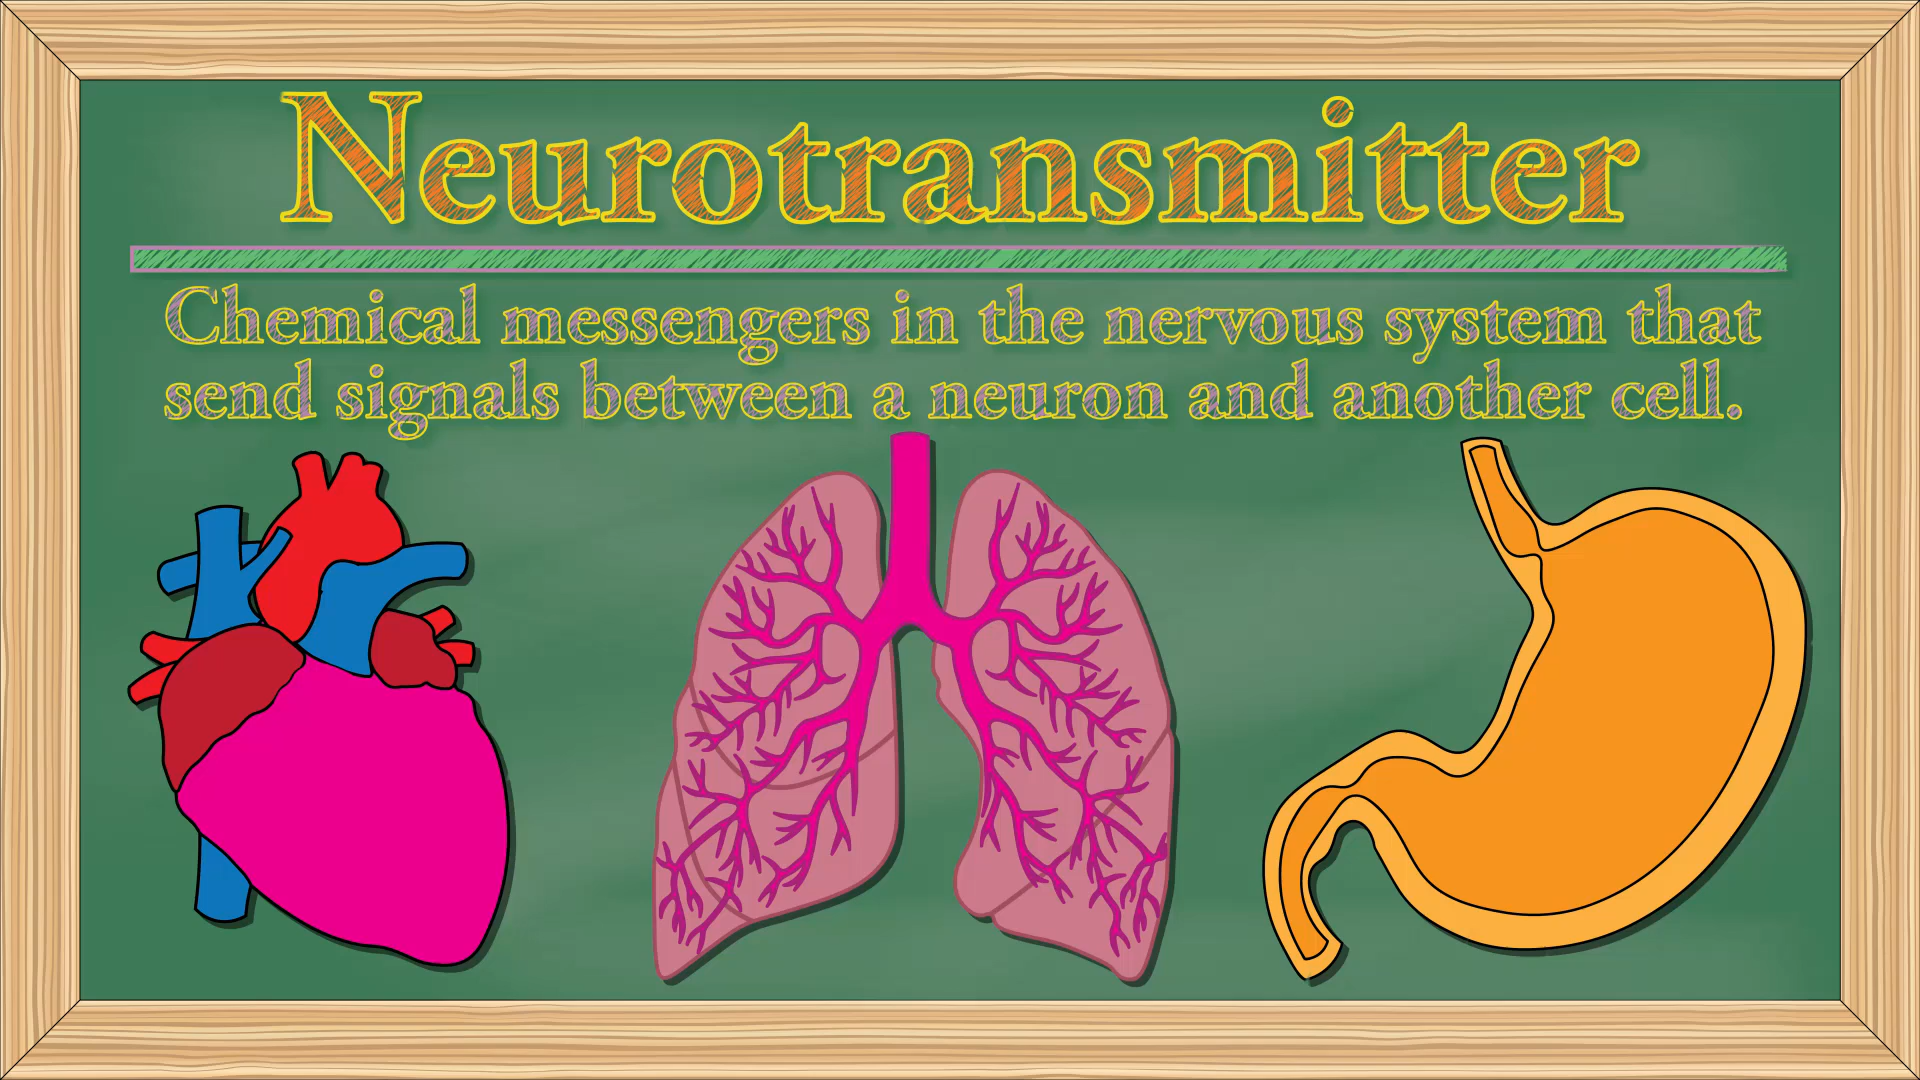 Neurotransmitter
Chemical messengers in the nervous system that
send signals between a neuron and another cell.